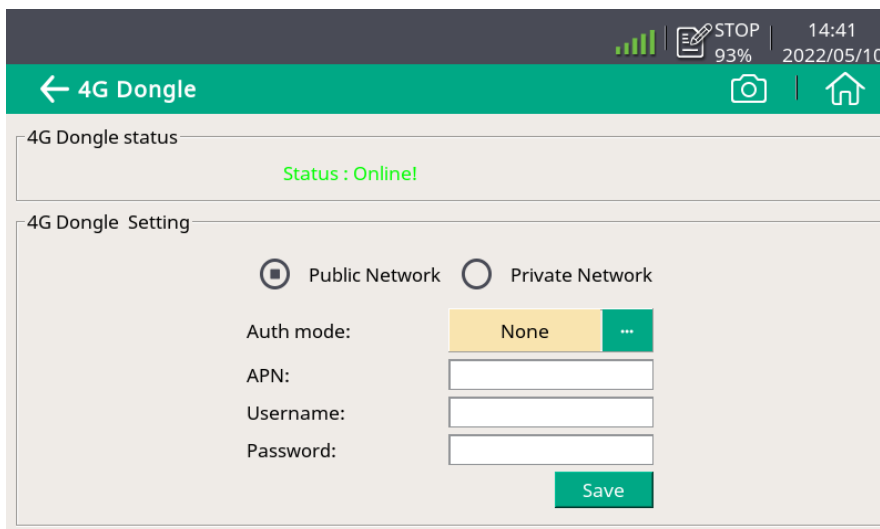 STOP 14:41
93% 2022/05/10
4G Dongle
4G Dongle status
Status : Online!
4G Dongle Setting
Public Network Private Network
Auth mode: None ...
APN:
Username:
Password:
Save